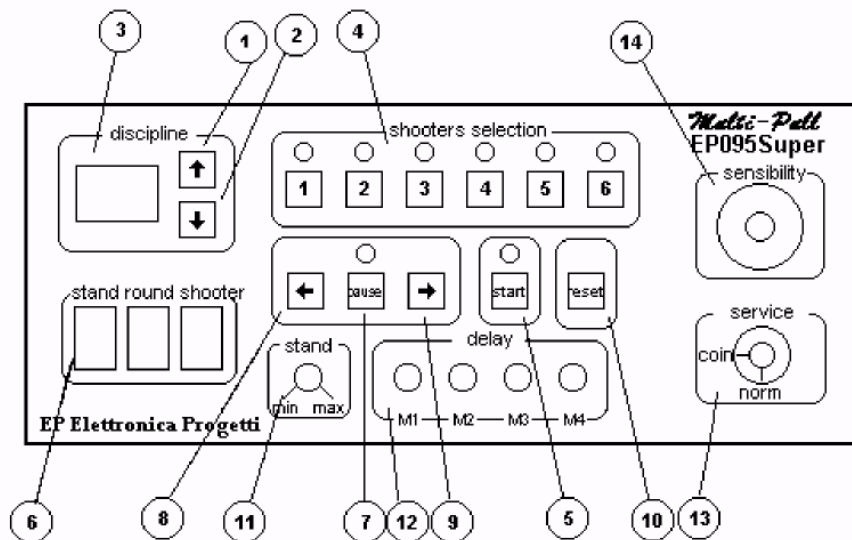 3
1
2
4
14
discipline
shooters selection
Multi-Pull
EP095Super
↑
↓
1 2 3 4 5 6
sensibility
stand round shooter
← pause →
start
reset
stand
min max
delay
M1 M2 M3 M4
service
coin
norm
EP Elettronica Progetti
6 8 11 7 12 9 5 10 13